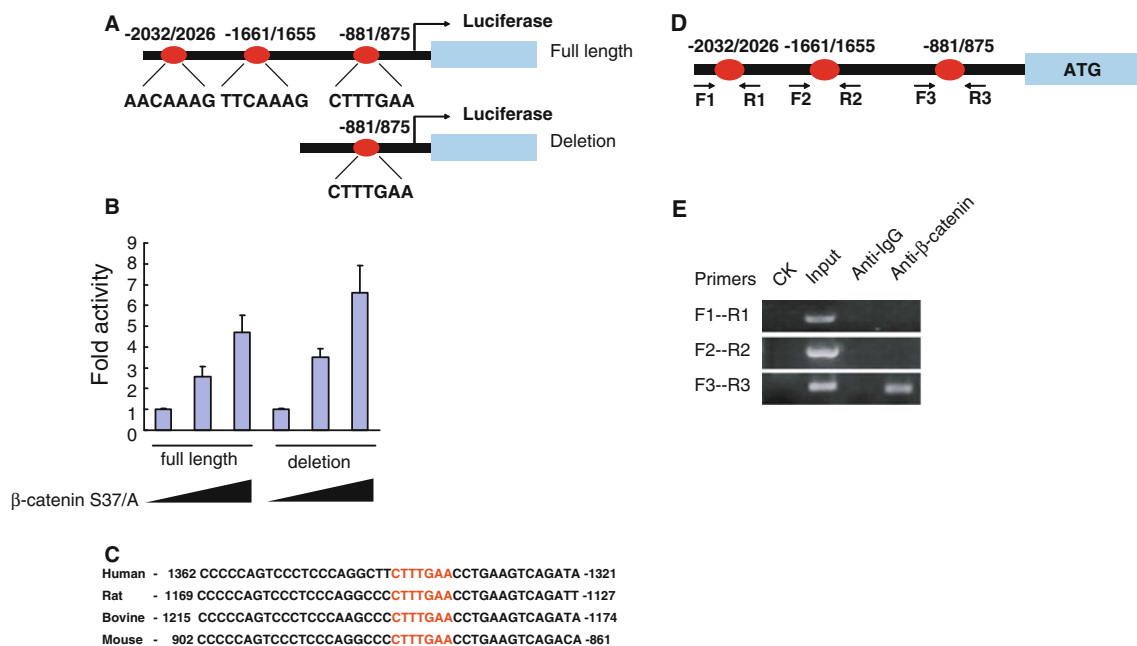 A
-2032/2026 -1661/1655 -881/875 Luciferase
Full length
AACAAAG TTCAAAG CTTTGAA
-881/875 Luciferase
Deletion
CTTTGAA
B
Fold activity
9
8
7
6
5
4
3
2
1
0
full length deletion
β-catenin S37/A
C
Human - 1362 CCCCCAGTCCCTCCCAGGCTTCTTTGAACCTGAAGTCAGATA -1321
Rat - 1169 CCCCCAGTCCCTCCCAGGCCCCTTTGAACCTGAAGTCAGATT -1127
Bovine - 1215 CCCCCAGTCCCTCCCAAGCCCCTTTGAACCTGAAGTCAGATA -1174
Mouse - 902 CCCCCAGTCCCTCCCAGGCCCCTTTGAACCTGAAGTCAGACA -861
D
-2032/2026 -1661/1655 -881/875
ATG
F1 R1 F2 R2 F3 R3
E
Primers CK Input Anti-IgG Anti-β-catenin
F1--R1
F2--R2
F3--R3